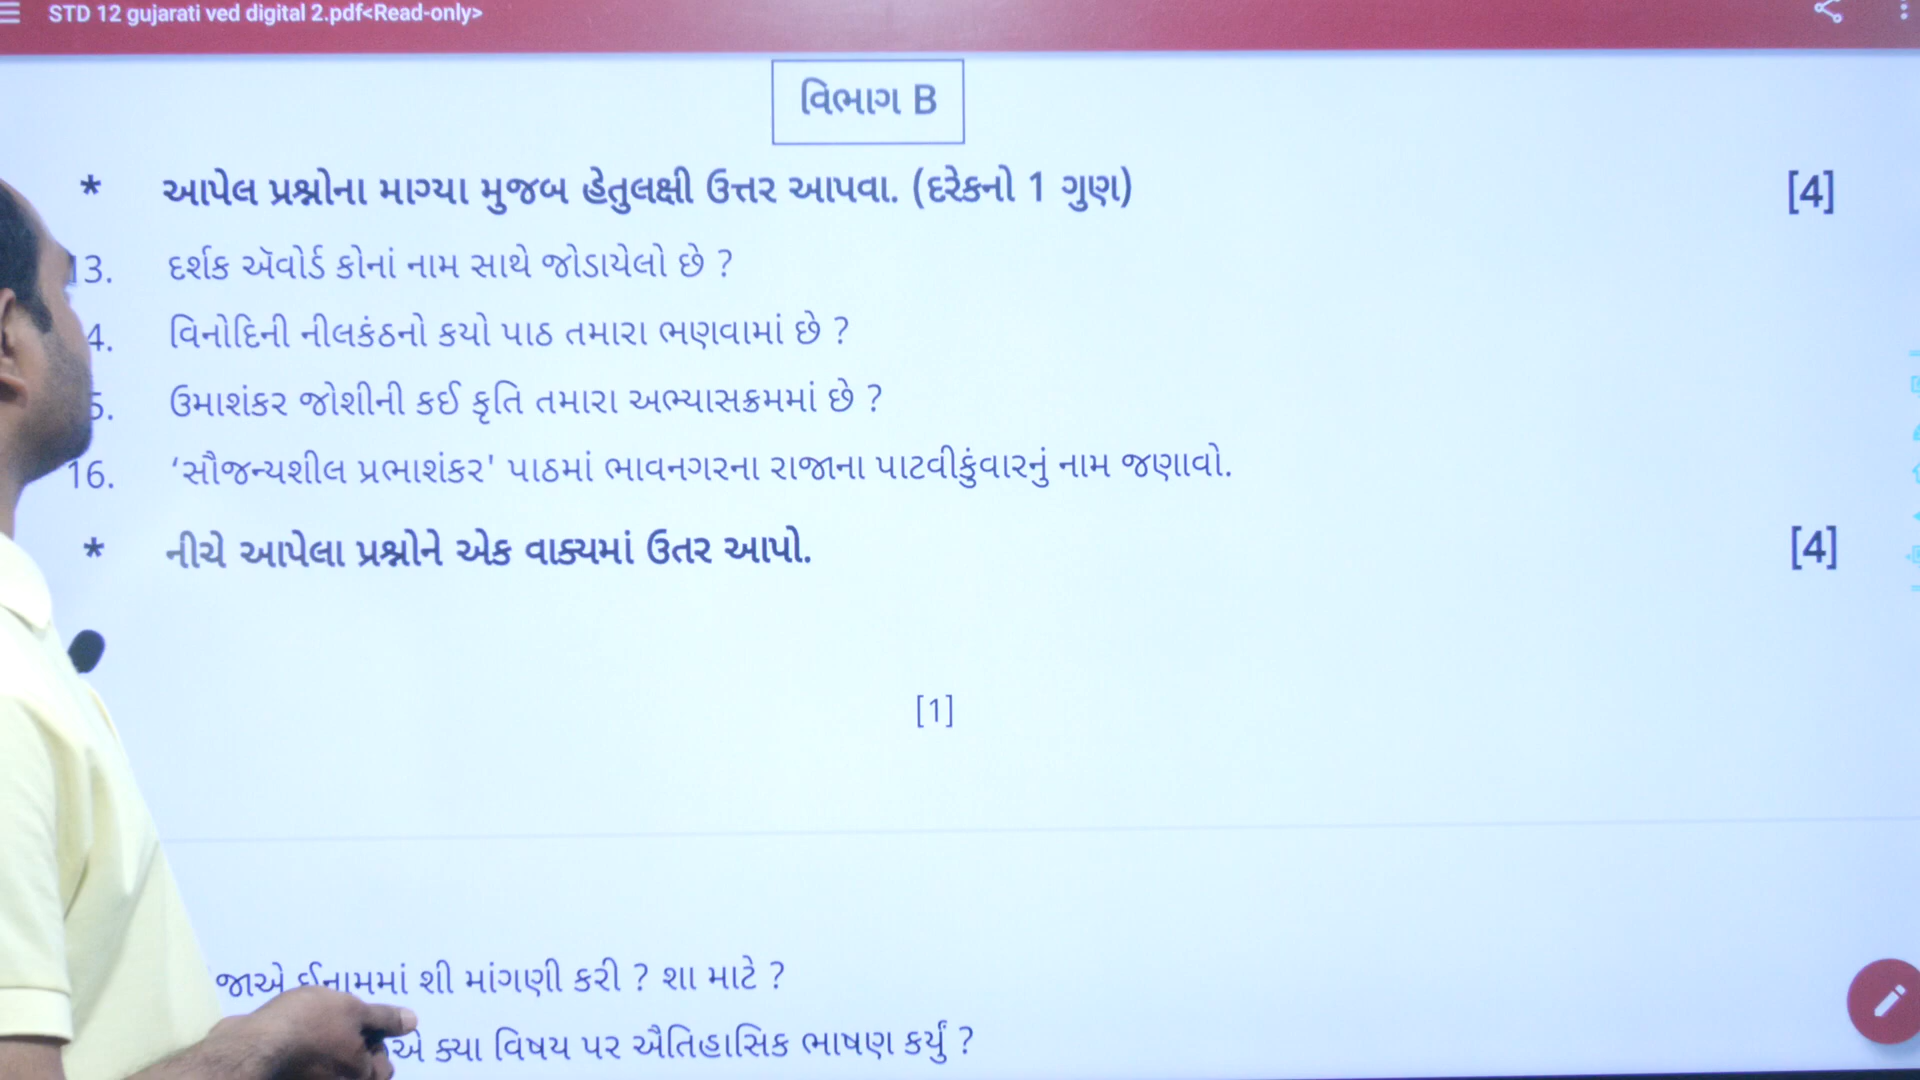 STD 12 gujarati ved digital 2.pdf<Read-only>
વિભાગ B
* આપેલ પ્રશ્નોના માગ્યા મુજબ હેતુલક્ષી ઉત્તર આપવા. (દરેકનો 1 ગુણ) [4]
13. દર્શક ઍવોર્ડ કોનાં નામ સાથે જોડાયેલો છે ?
4. વિનોદિની નીલકંઠનો કયો પાઠ તમારા ભણવામાં છે ?
5. ઉમાશંકર જોશીની કઈ કૃતિ તમારા અભ્યાસક્રમમાં છે ?
16. ‘સૌજન્યશીલ પ્રભાશંકર' પાઠમાં ભાવનગરના રાજાના પાટવીકુંવારનું નામ જણાવો.
* નીચે આપેલા પ્રશ્નોને એક વાક્યમાં ઉતર આપો. [4]
[1]
જાએ ઈનામમાં શી માંગણી કરી ? શા માટે ?
એ ક્યા વિષય પર ઐતિહાસિક ભાષણ કર્યું ?